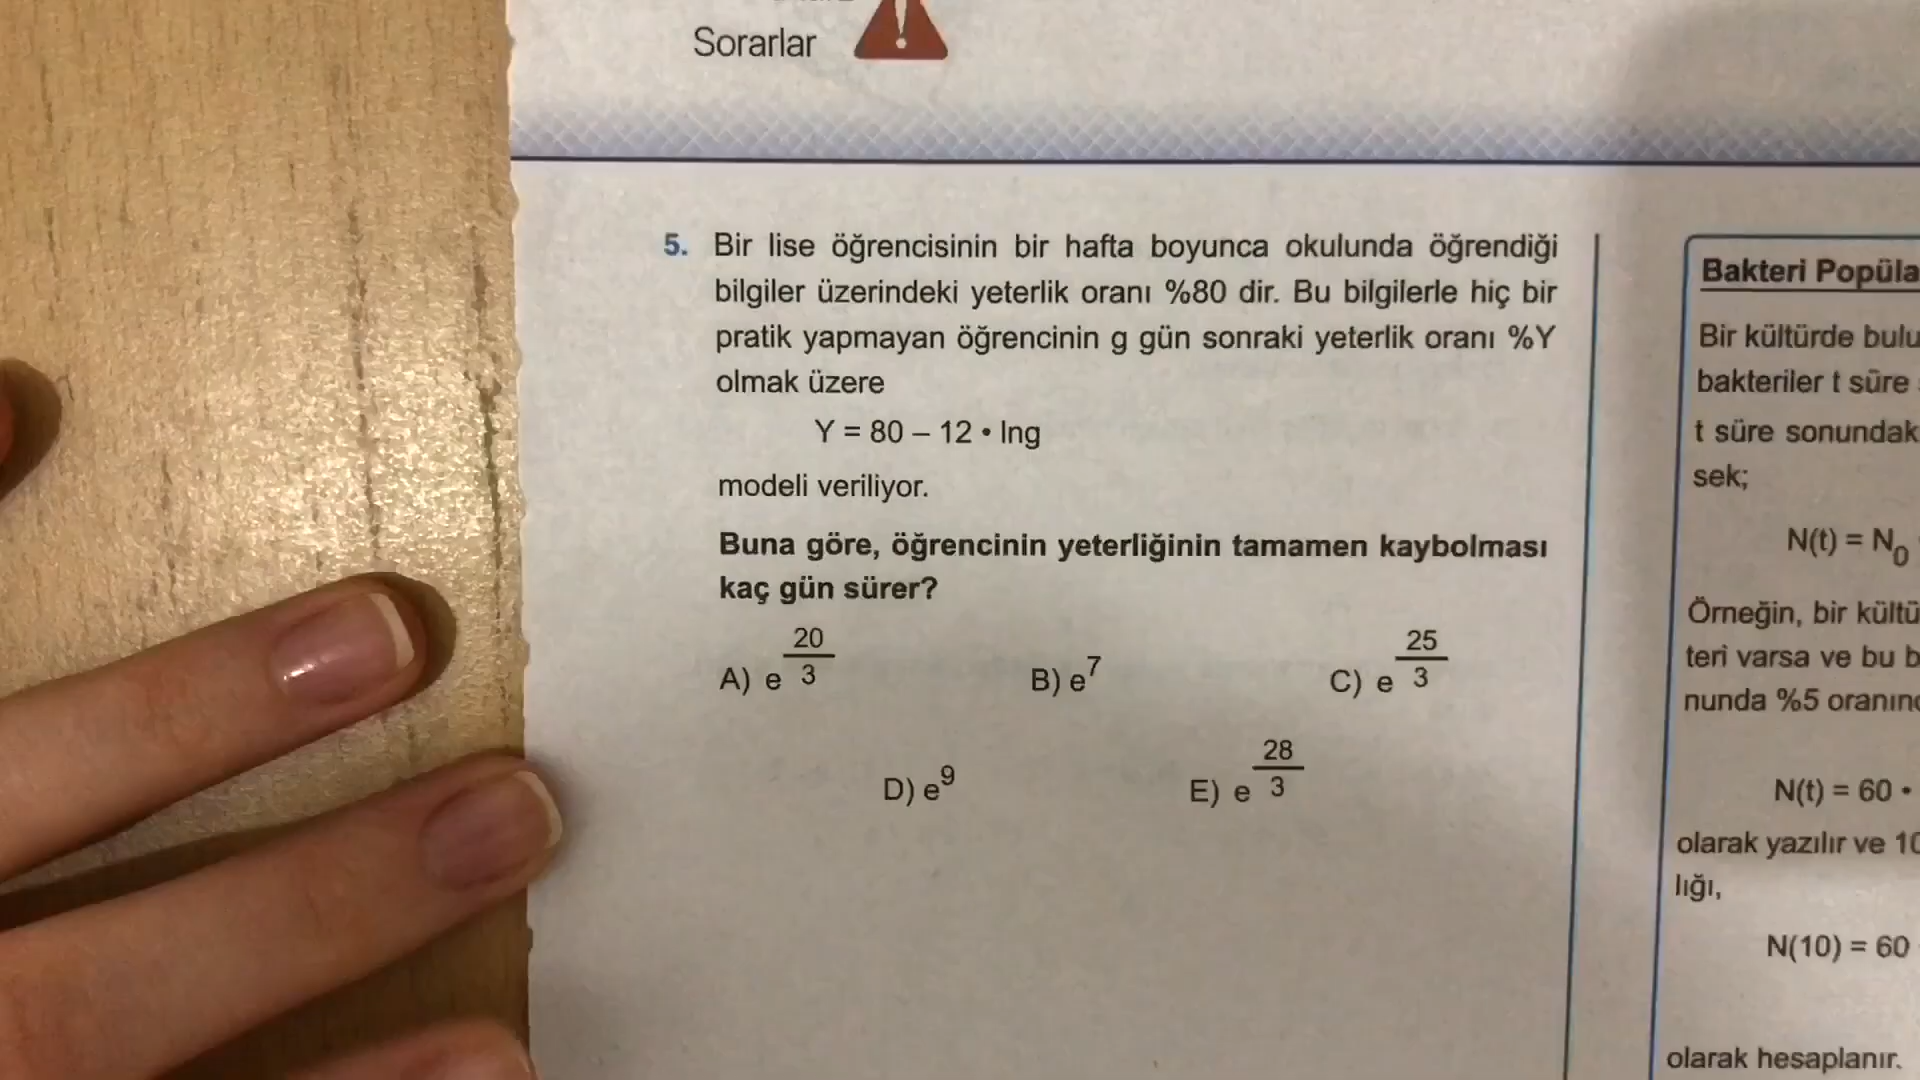 Sorarlar
5. Bir lise öğrencisinin bir hafta boyunca okulunda öğrendiği
bilgiler üzerindeki yeterlik oranı %80 dir. Bu bilgilerle hiç bir
pratik yapmayan öğrencinin g gün sonraki yeterlik oranı %Y
olmak üzere
Y = 80 – 12 • lng
modeli veriliyor.
Buna göre, öğrencinin yeterliğinin tamamen kaybolması
kaç gün sürer?
A) e^(20/3) B) e^7 C) e^(25/3)
D) e^9 E) e^(28/3)
Bakteri Popüla
Bir kültürde bulu
bakteriler t süre
t süre sonundak
sek;
N(t) = N₀
Örneğin, bir kültü
teri varsa ve bu b
nunda %5 oranınd
N(t) = 60 •
olarak yazılır ve 10
lığı,
N(10) = 60
olarak hesaplanır.